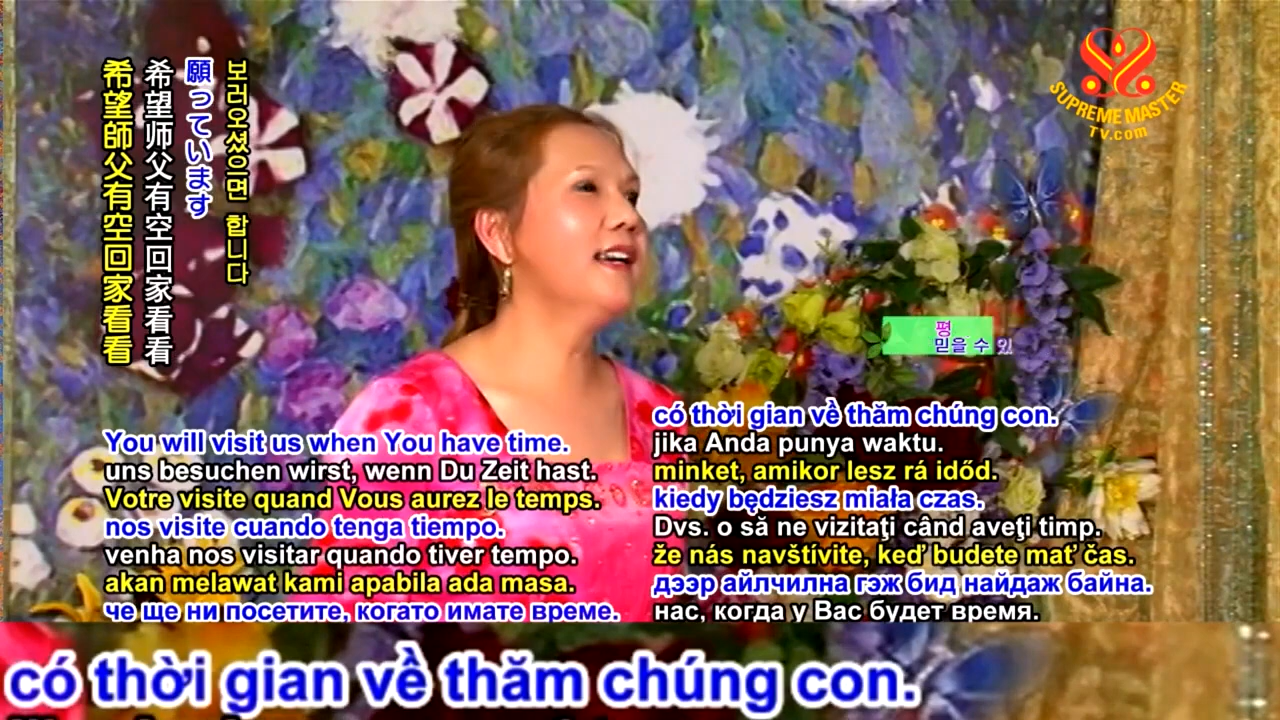 보러오셨으면 합니다
願っています
希望师父有空回家看看
希望師父有空回家看看
SUPREME MASTER
TV.com
평
믿을 수 있
You will visit us when You have time.
uns besuchen wirst, wenn Du Zeit hast.
Votre visite quand Vous aurez le temps.
nos visite cuando tenga tiempo.
venha nos visitar quando tiver tempo.
akan melawat kami apabila ada masa.
че ще ни посетите, когато имате време.
có thời gian về thăm chúng con.
jika Anda punya waktu.
minket, amikor lesz rá időd.
kiedy będziesz miała czas.
Dvs. o să ne vizitaţi când aveţi timp.
že nás navštívite, keď budete mať čas.
дээр айлчилна гэж бид найдаж байна.
нас, когда у Вас будет время.
có thời gian về thăm chúng con.